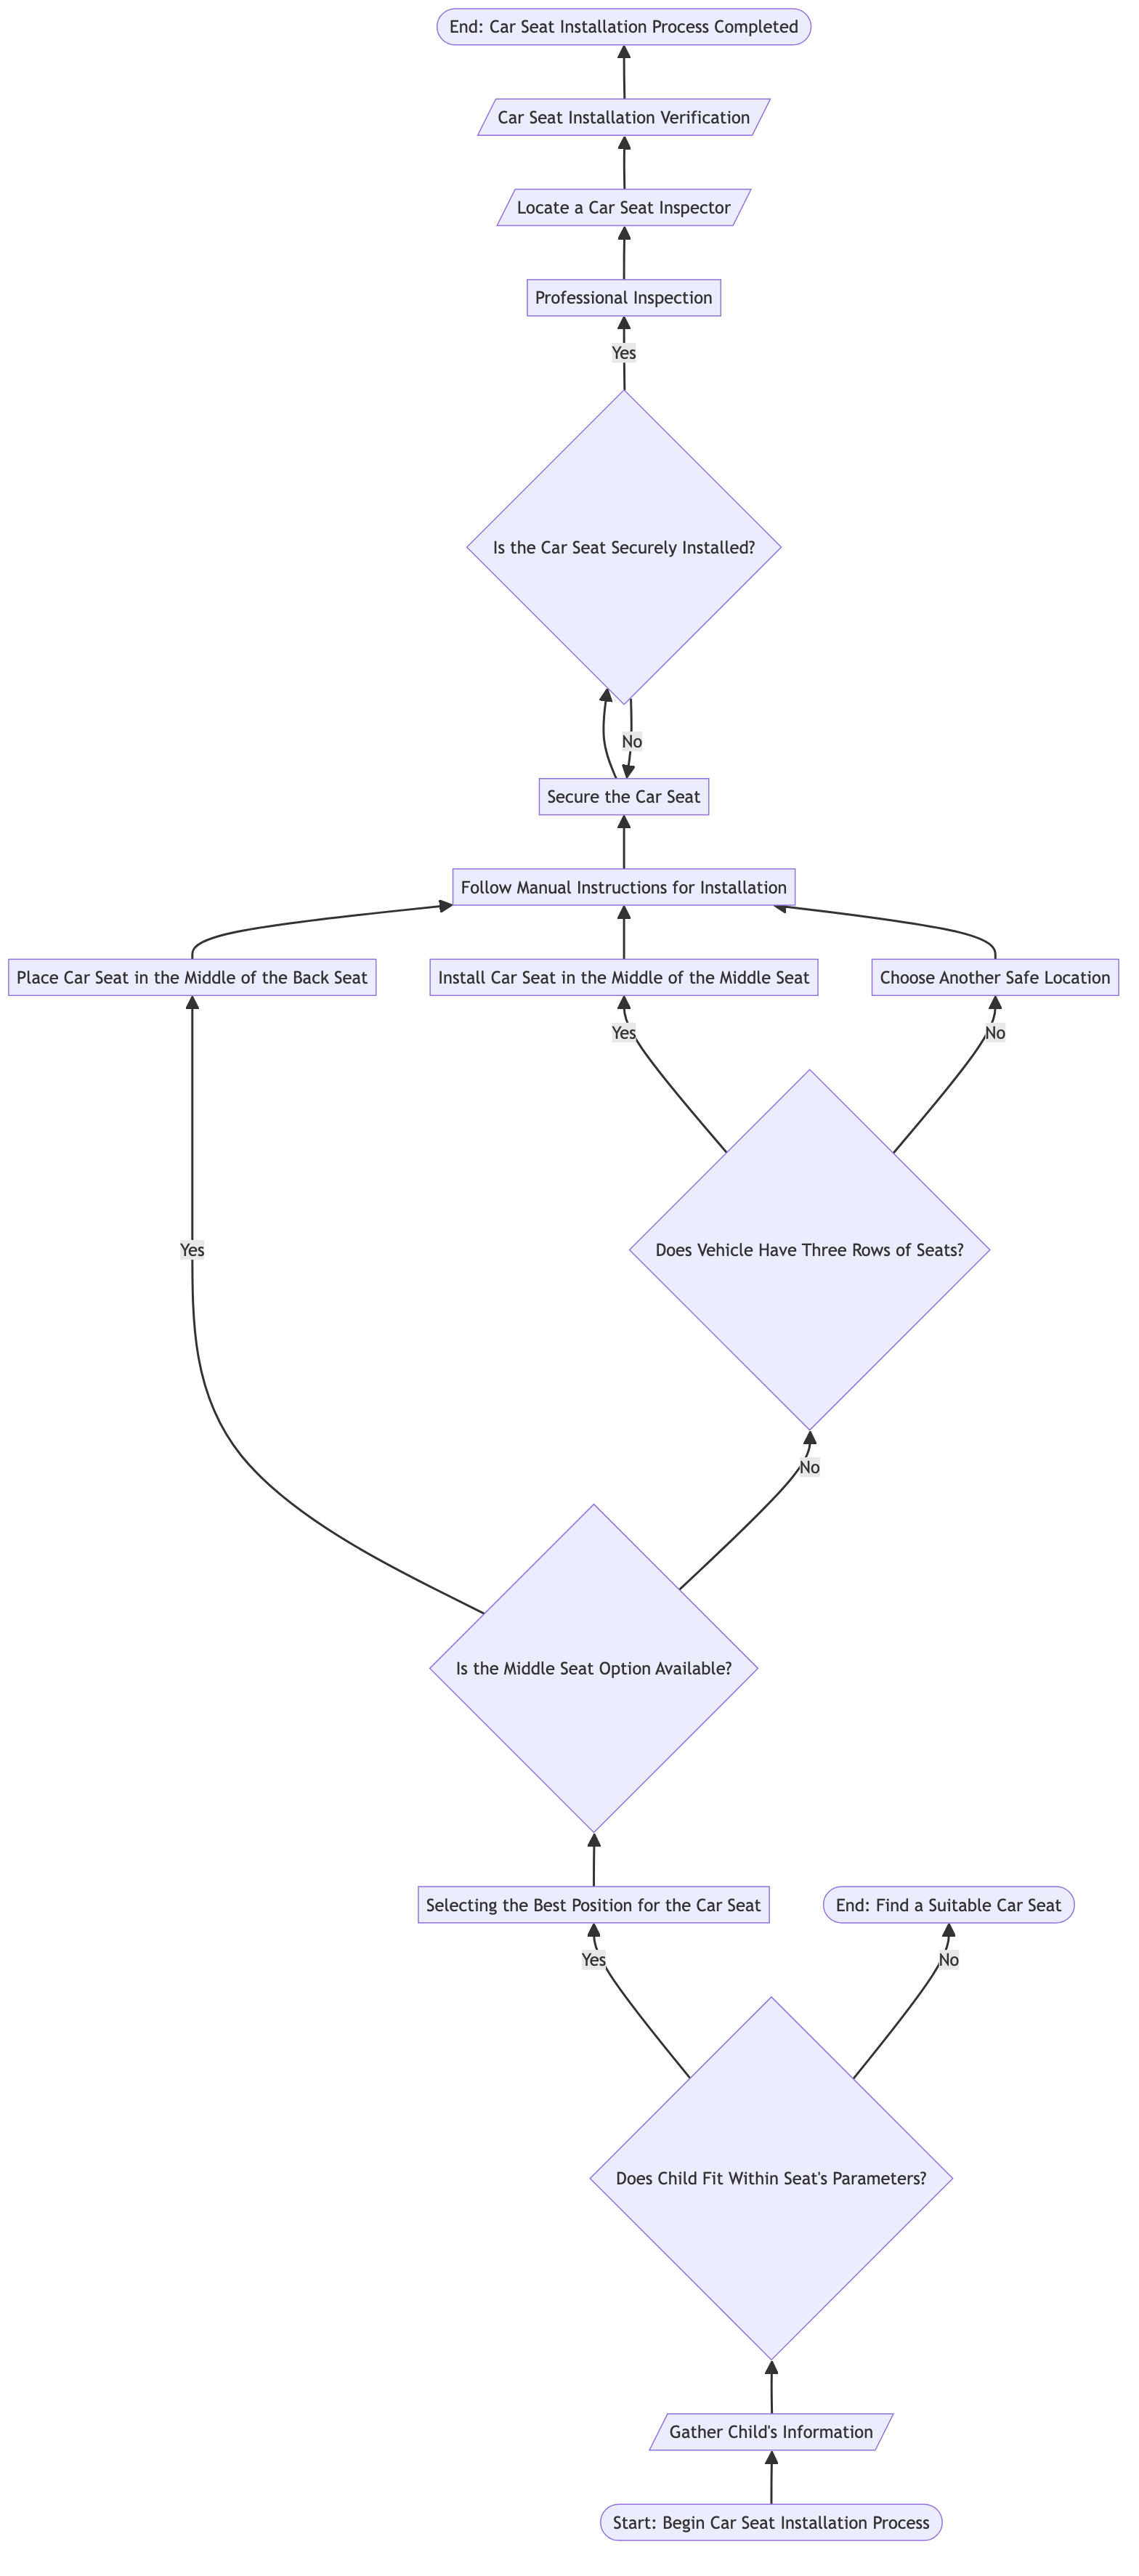 End: Car Seat Installation Process Completed
Car Seat Installation Verification
Locate a Car Seat Inspector
Professional Inspection
Yes
Is the Car Seat Securely Installed?
No
Secure the Car Seat
Follow Manual Instructions for Installation
Place Car Seat in the Middle of the Back Seat
Install Car Seat in the Middle of the Middle Seat
Choose Another Safe Location
Yes
No
Yes
Does Vehicle Have Three Rows of Seats?
No
Is the Middle Seat Option Available?
Selecting the Best Position for the Car Seat
End: Find a Suitable Car Seat
Yes
No
Does Child Fit Within Seat's Parameters?
Gather Child's Information
Start: Begin Car Seat Installation Process